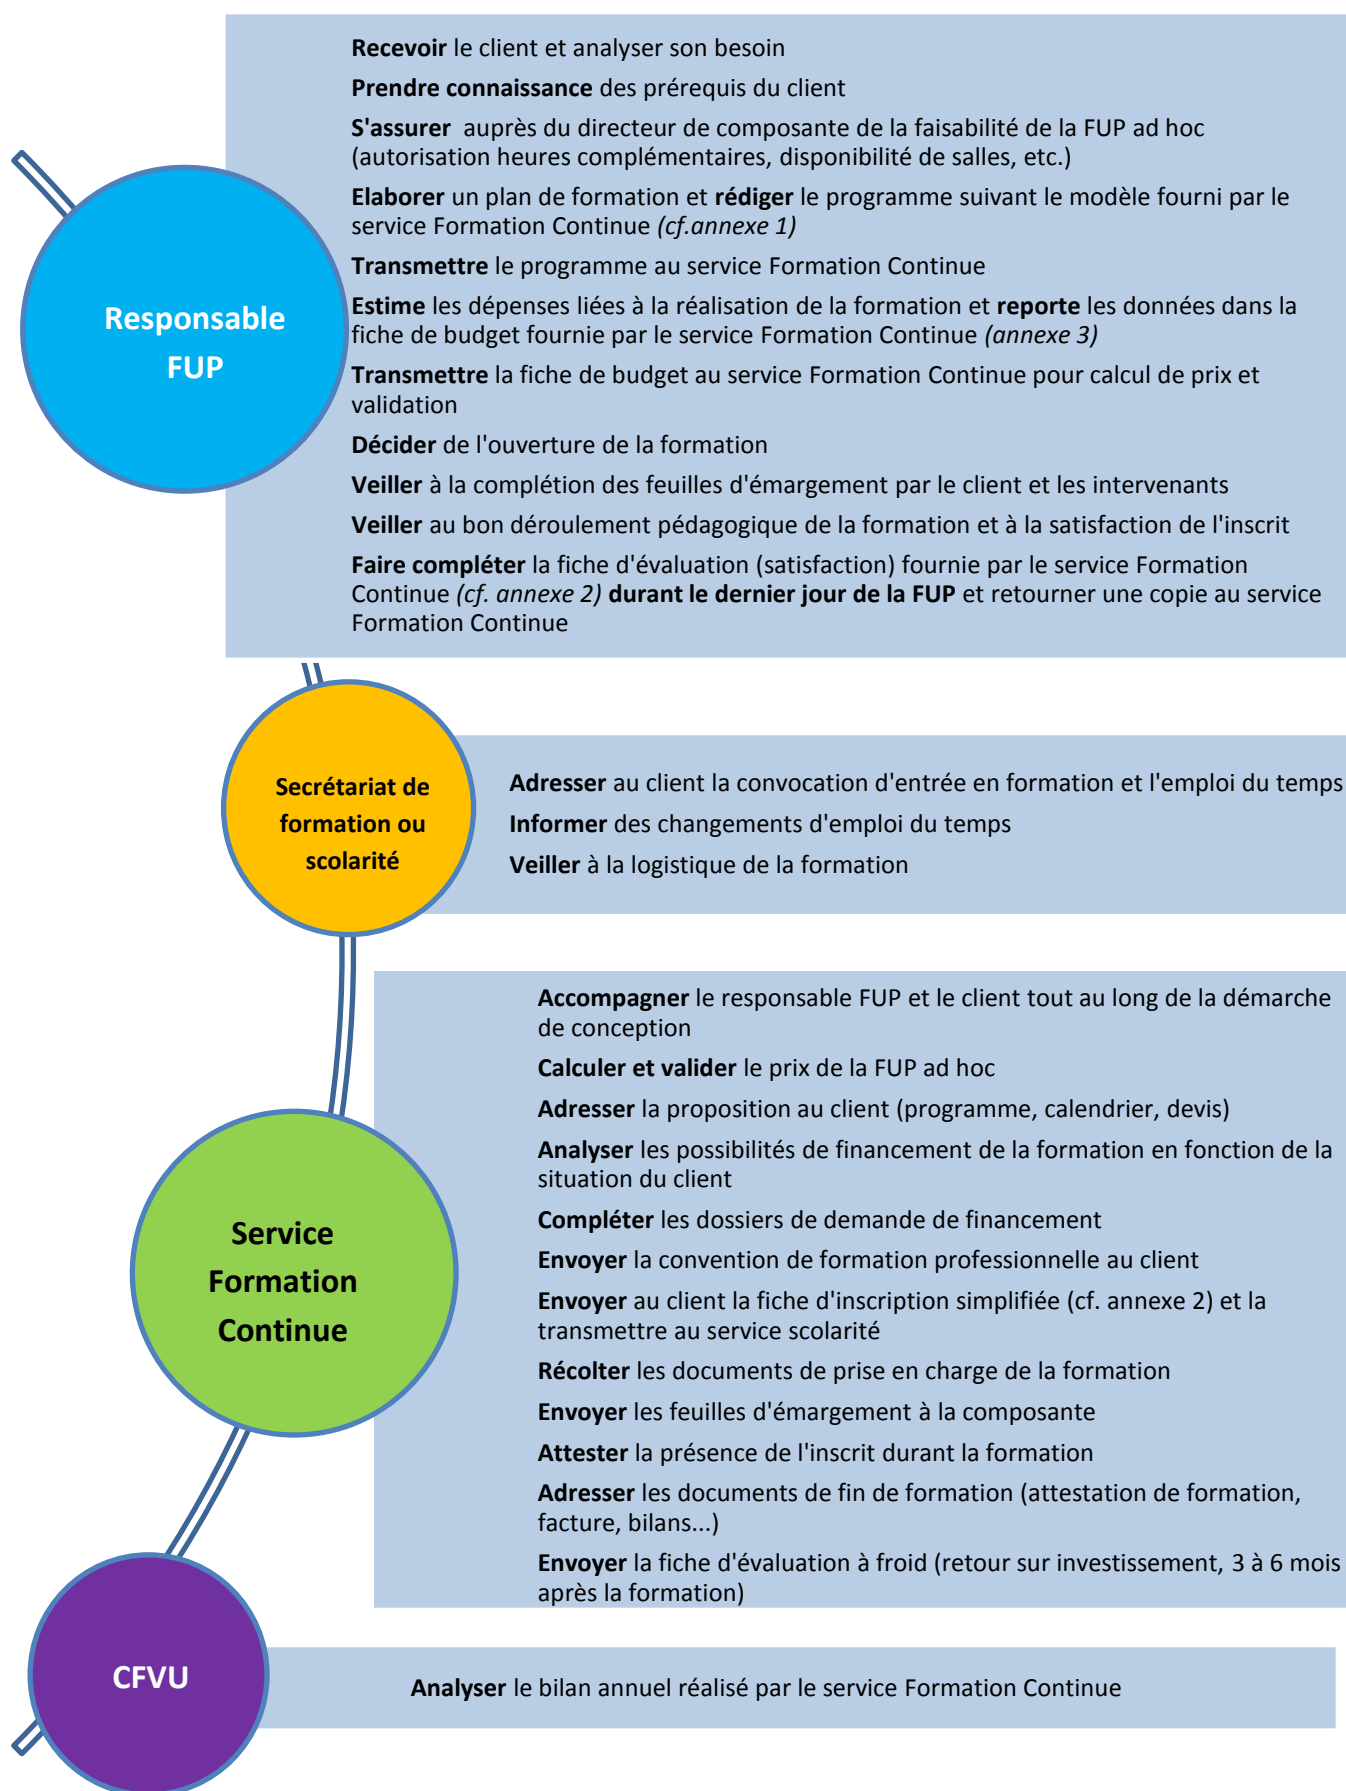 Recevoir le client et analyser son besoin
Prendre connaissance des prérequis du client
S'assurer  auprès du directeur de composante de la faisabilité de la FUP ad hoc
(autorisation heures complémentaires, disponibilité de salles, etc.)
Elaborer un plan de formation et rédiger le programme suivant le modèle fourni par le
service Formation Continue (cf.annexe 1)
Transmettre le programme au service Formation Continue
Estime les dépenses liées à la réalisation de la formation et reporte les données dans la
fiche de budget fournie par le service Formation Continue (annexe 3)
Transmettre la fiche de budget au service Formation Continue pour calcul de prix et
validation
Décider de l'ouverture de la formation
Veiller à la complétion des feuilles d'émargement par le client et les intervenants
Veiller au bon déroulement pédagogique de la formation et à la satisfaction de l'inscrit
Faire compléter la fiche d'évaluation (satisfaction) fournie par le service Formation
Continue (cf. annexe 2) durant le dernier jour de la FUP et retourner une copie au service
Formation Continue
Responsable
FUP
Secrétariat de
formation ou
scolarité
Adresser au client la convocation d'entrée en formation et l'emploi du temps
Informer des changements d'emploi du temps
Veiller à la logistique de la formation
Service
Formation
Continue
Accompagner le responsable FUP et le client tout au long de la démarche
de conception
Calculer et valider le prix de la FUP ad hoc
Adresser la proposition au client (programme, calendrier, devis)
Analyser les possibilités de financement de la formation en fonction de la
situation du client
Compléter les dossiers de demande de financement
Envoyer la convention de formation professionnelle au client
Envoyer au client la fiche d'inscription simplifiée (cf. annexe 2) et la
transmettre au service scolarité
Récolter les documents de prise en charge de la formation
Envoyer les feuilles d'émargement à la composante
Attester la présence de l'inscrit durant la formation
Adresser les documents de fin de formation (attestation de formation,
facture, bilans...)
Envoyer la fiche d'évaluation à froid (retour sur investissement, 3 à 6 mois
après la formation)
CFVU
Analyser le bilan annuel réalisé par le service Formation Continue